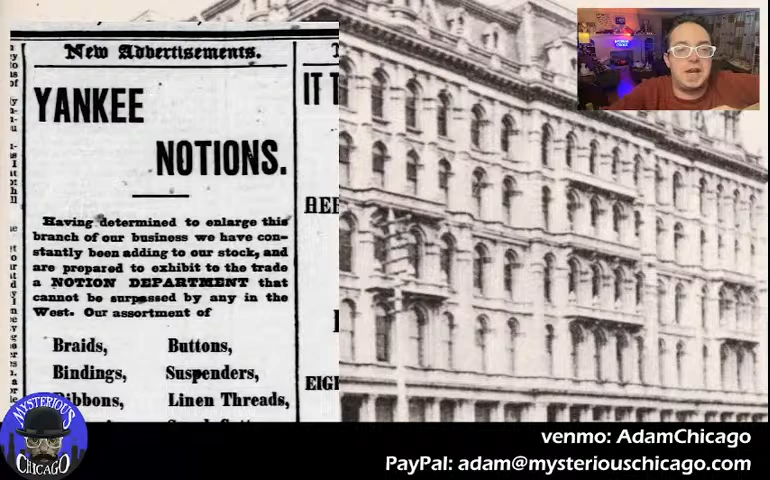 New Advertisements.
YANKEE
NOTIONS.
Having determined to enlarge this
branch of our business we have con-
stantly been adding to our stock, and
are prepared to exhibit to the trade
a NOTION DEPARTMENT that
cannot be surpassed by any in the
West. Our assortment of
Braids, Buttons,
Bindings, Suspenders,
Ribbons, Linen Threads,
IT
MYSTERIOUS
CHICAGO
venmo: AdamChicago
PayPal: adam@mysteriouschicago.com